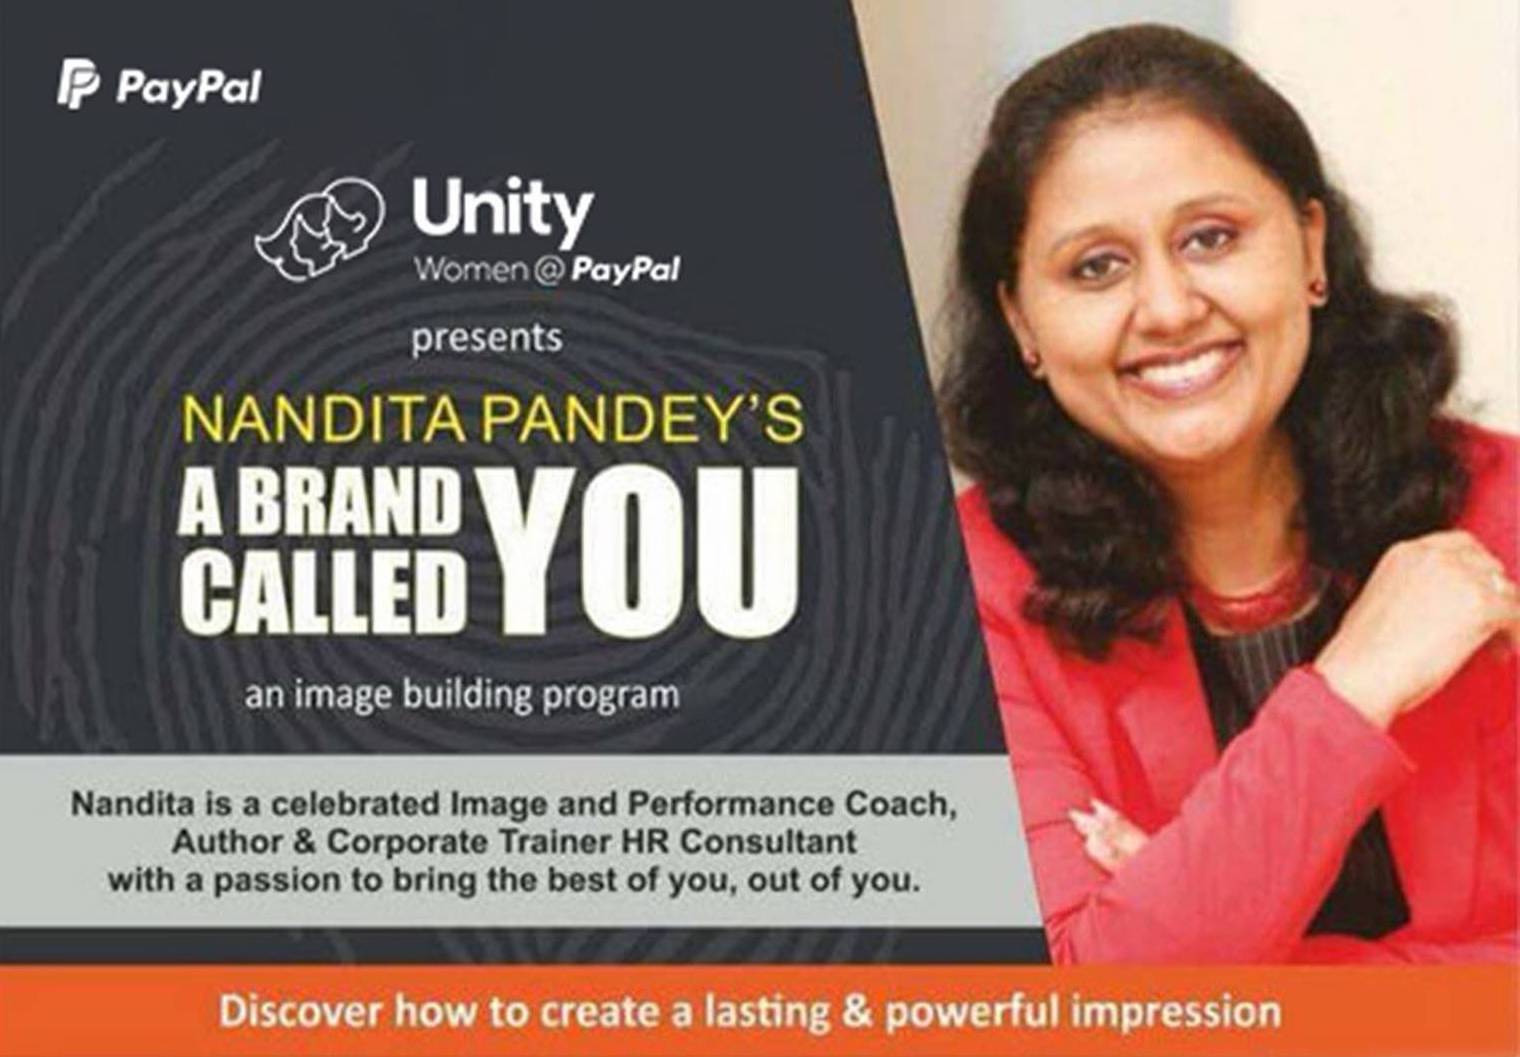 PayPal
Unity
Women @ PayPal
presents
NANDITA PANDEY'S
A BRAND
CALLED YOU
an image building program
Nandita is a celebrated Image and Performance Coach,
Author & Corporate Trainer HR Consultant
with a passion to bring the best of you, out of you.
Discover how to create a lasting & powerful impression